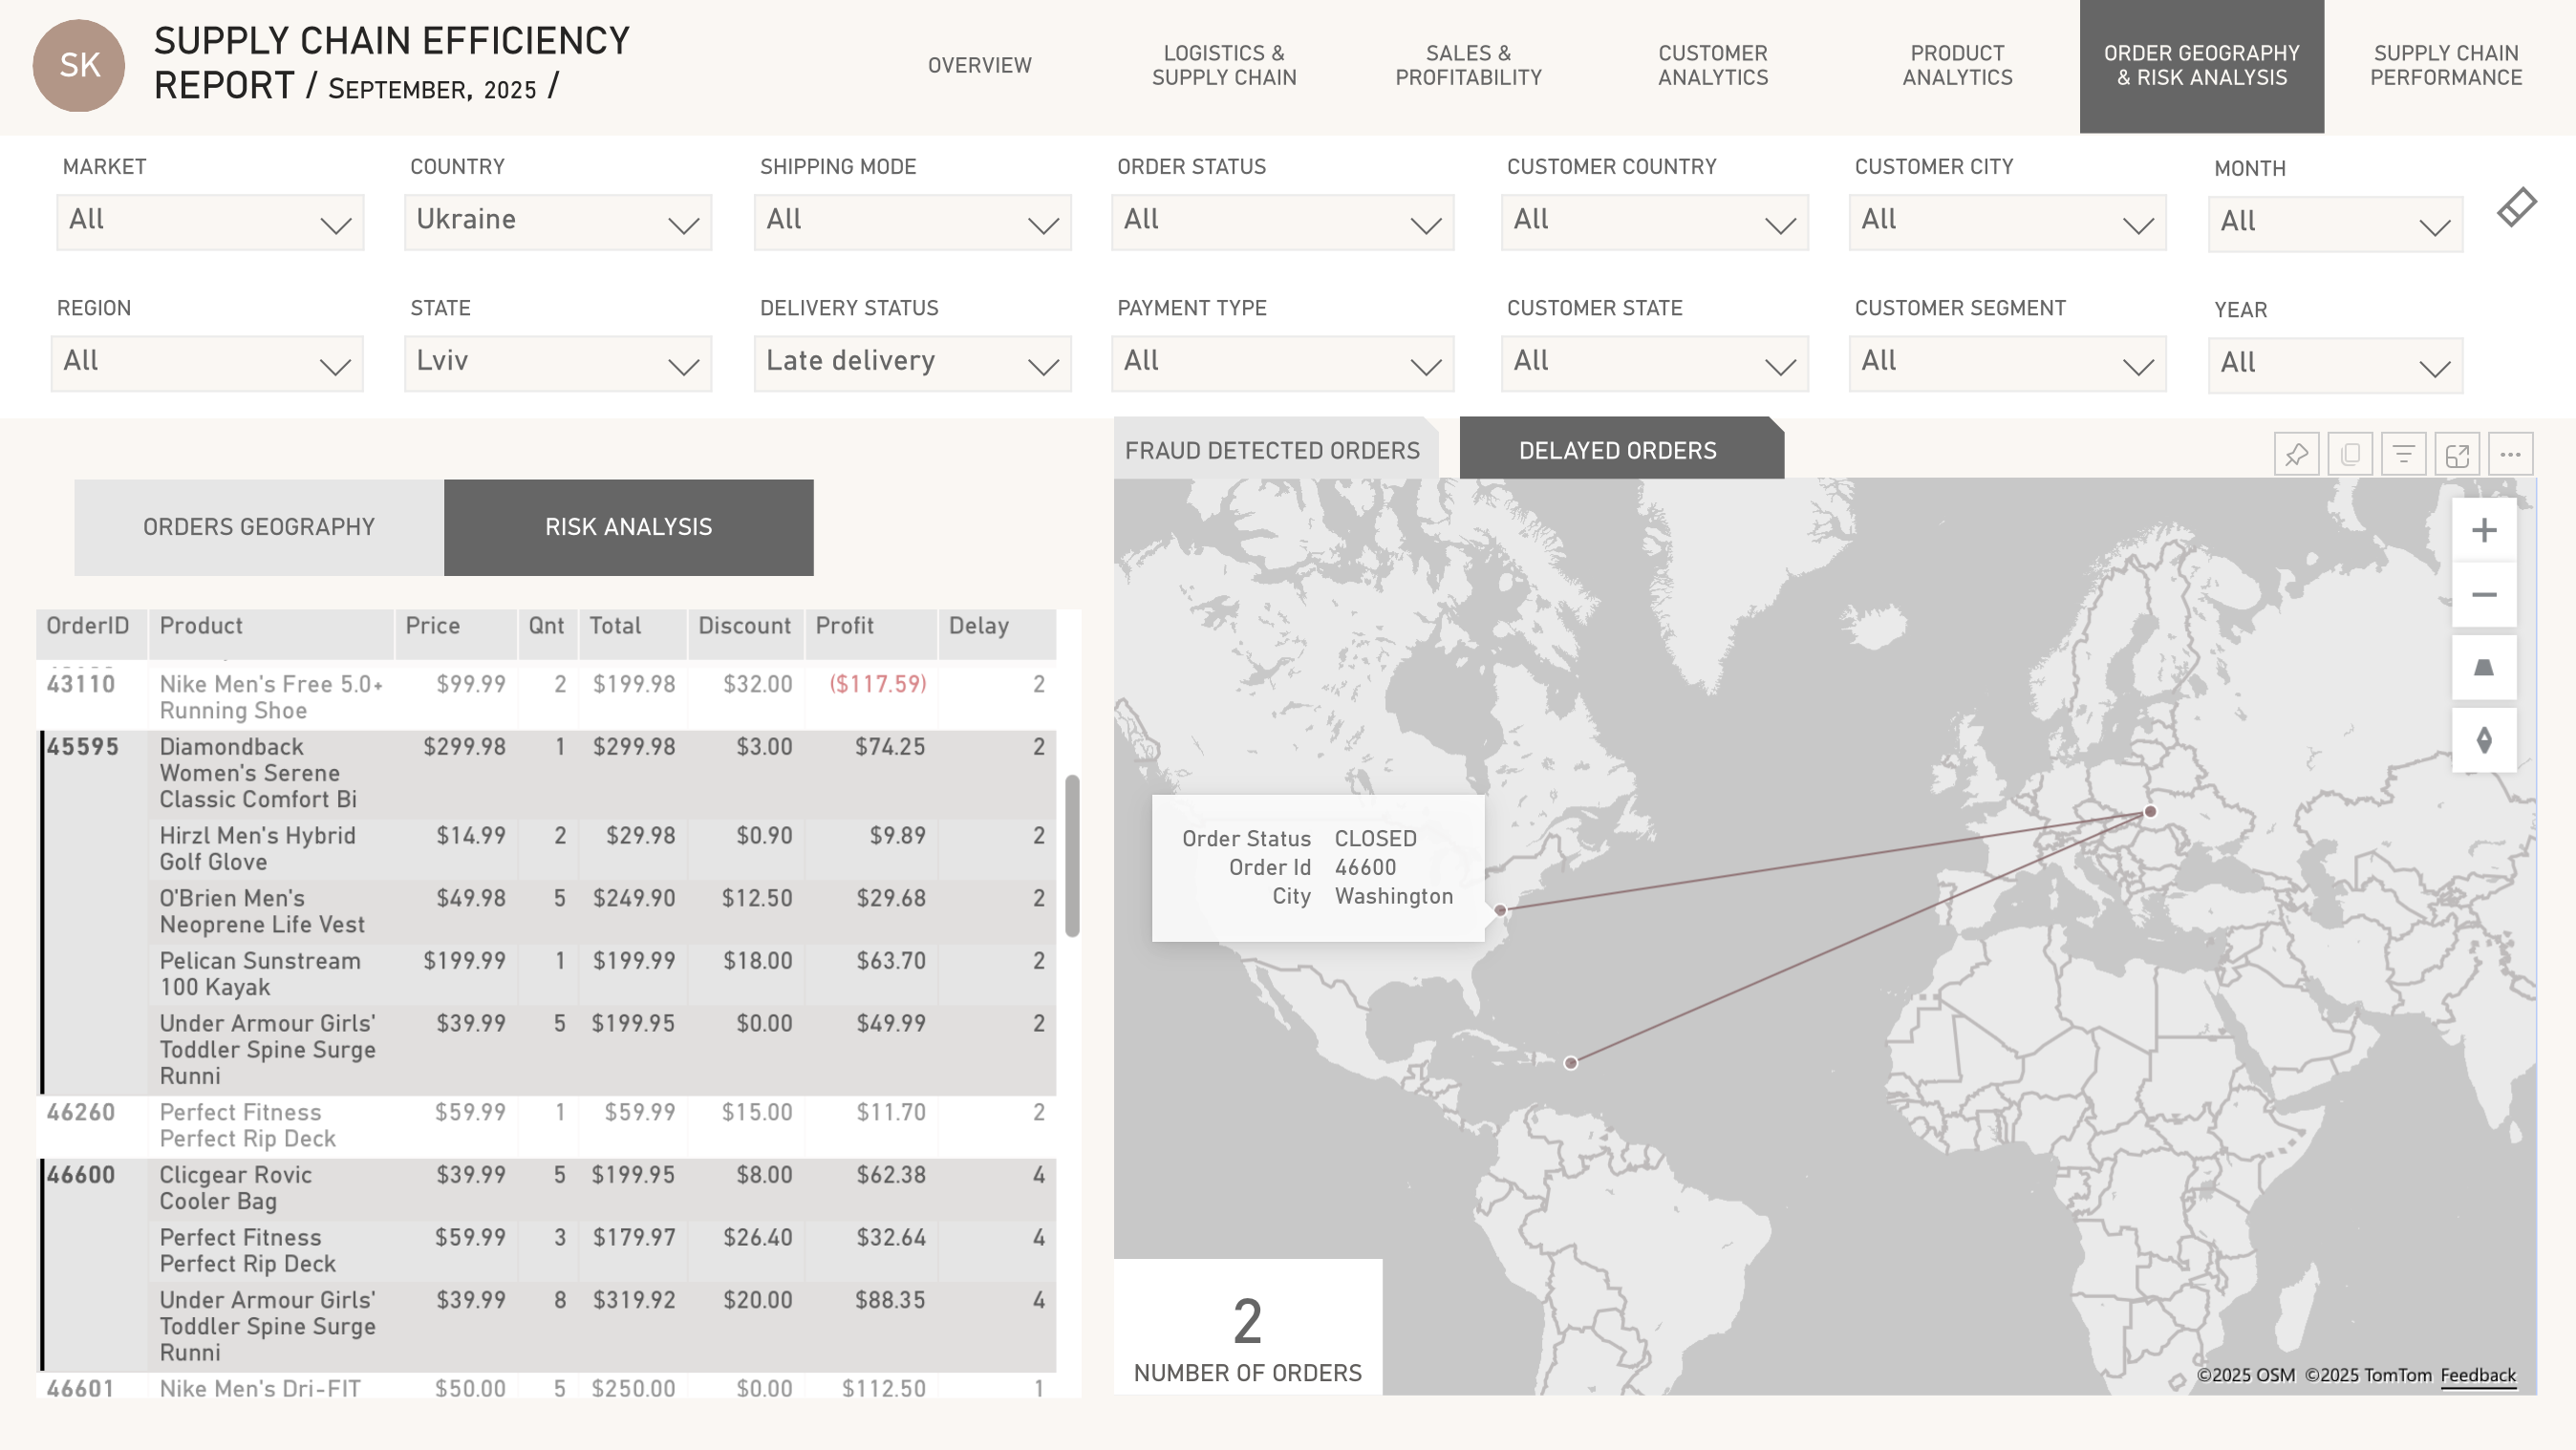 SK
SUPPLY CHAIN EFFICIENCY
REPORT / SEPTEMBER, 2025 /
OVERVIEW
LOGISTICS &
SUPPLY CHAIN
SALES &
PROFITABILITY
CUSTOMER
ANALYTICS
PRODUCT
ANALYTICS
ORDER GEOGRAPHY
& RISK ANALYSIS
SUPPLY CHAIN
PERFORMANCE
MARKET
All
COUNTRY
Ukraine
SHIPPING MODE
All
ORDER STATUS
All
CUSTOMER COUNTRY
All
CUSTOMER CITY
All
MONTH
All
REGION
All
STATE
Lviv
DELIVERY STATUS
Late delivery
PAYMENT TYPE
All
CUSTOMER STATE
All
CUSTOMER SEGMENT
All
YEAR
All
ORDERS GEOGRAPHY
RISK ANALYSIS
OrderID Product Price Qnt Total Discount Profit Delay
43110 Nike Men's Free 5.0+ $99.99 2 $199.98 $32.00 ($117.59) 2
Running Shoe
45595 Diamondback $299.98 1 $299.98 $3.00 $74.25 2
Women's Serene
Classic Comfort Bi
Hirzl Men's Hybrid $14.99 2 $29.98 $0.90 $9.89 2
Golf Glove
O'Brien Men's $49.98 5 $249.90 $12.50 $29.68 2
Neoprene Life Vest
Pelican Sunstream $199.99 1 $199.99 $18.00 $63.70 2
100 Kayak
Under Armour Girls' $39.99 5 $199.95 $0.00 $49.99 2
Toddler Spine Surge
Runni
46260 Perfect Fitness $59.99 1 $59.99 $15.00 $11.70 2
Perfect Rip Deck
46600 Clicgear Rovic $39.99 5 $199.95 $8.00 $62.38 4
Cooler Bag
Perfect Fitness $59.99 3 $179.97 $26.40 $32.64 4
Perfect Rip Deck
Under Armour Girls' $39.99 8 $319.92 $20.00 $88.35 4
Toddler Spine Surge
Runni
46601 Nike Men's Dri-FIT $50.00 5 $250.00 $0.00 $112.50 1
FRAUD DETECTED ORDERS
DELAYED ORDERS
Order Status CLOSED
Order Id 46600
City Washington
2
NUMBER OF ORDERS
©2025 OSM ©2025 TomTom Feedback